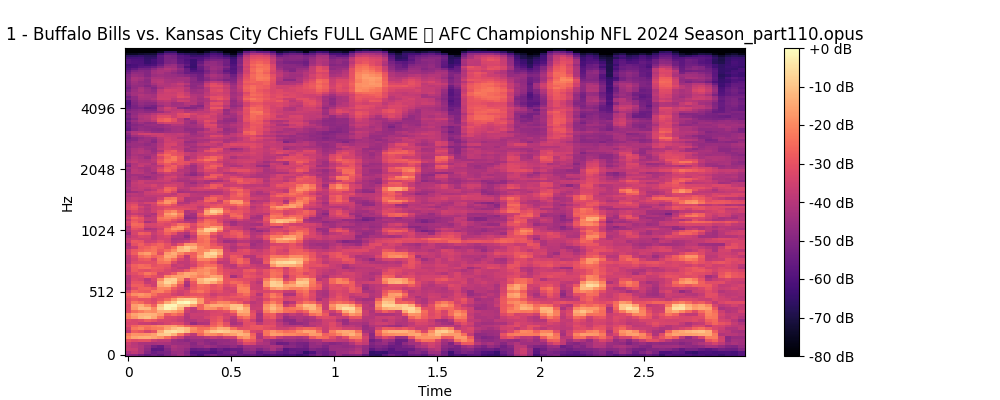 1 - Buffalo Bills vs. Kansas City Chiefs FULL GAME AFC Championship NFL 2024 Season_part110.opus
+0 dB
-10 dB
-20 dB
-30 dB
-40 dB
-50 dB
-60 dB
-70 dB
-80 dB
4096
2048
1024
512
0
Hz
0
0.5
1
1.5
2
2.5
Time